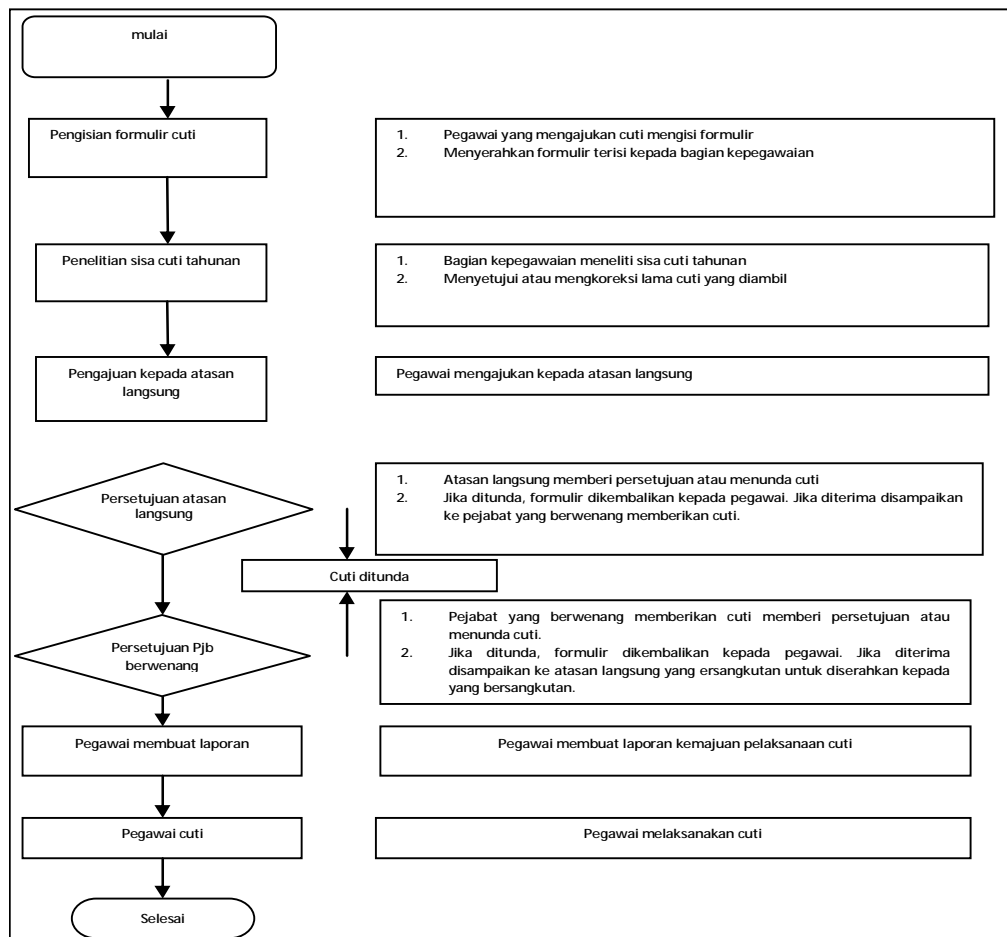 mulai
Pengisian formulir cuti
1. Pegawai yang mengajukan cuti mengisi formulir
2. Menyerahkan formulir terisi kepada bagian kepegawaian
Penelitian sisa cuti tahunan
1. Bagian kepegawaian meneliti sisa cuti tahunan
2. Menyetujui atau mengkoreksi lama cuti yang diambil
Pengajuan kepada atasan
langsung
Pegawai mengajukan kepada atasan langsung
Persetujuan atasan
langsung
1. Atasan langsung memberi persetujuan atau menunda cuti
2. Jika ditunda, formulir dikembalikan kepada pegawai. Jika diterima disampaikan
ke pejabat yang berwenang memberikan cuti.
Cuti ditunda
Persetujuan Pjb
berwenang
1. Pejabat yang berwenang memberikan cuti memberi persetujuan atau
menunda cuti.
2. Jika ditunda, formulir dikembalikan kepada pegawai. Jika diterima
disampaikan ke atasan langsung yang ersangkutan untuk diserahkan kepada
yang bersangkutan.
Pegawai membuat laporan
Pegawai membuat laporan kemajuan pelaksanaan cuti
Pegawai cuti
Pegawai melaksanakan cuti
Selesai